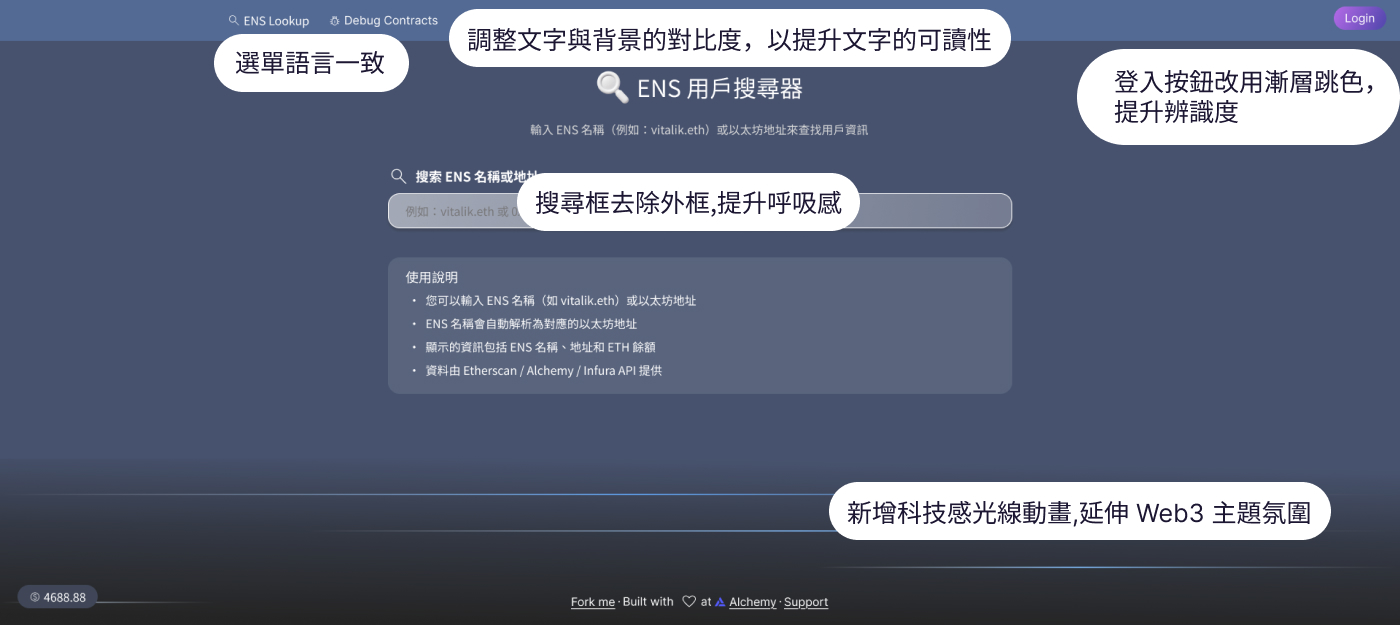 ENS Lookup
Debug Contracts
Login
調整文字與背景的對比度，以提升文字的可讀性
選單語言一致
登入按鈕改用漸層跳色，
提升辨識度
ENS 用戶搜尋器
輸入 ENS 名稱（例如：vitalik.eth）或以太坊地址來查找用戶資訊
搜索 ENS 名稱或地址
搜尋框去除外框,提升呼吸感
例如：vitalik.eth 或 0
使用說明
• 您可以輸入 ENS 名稱（如 vitalik.eth）或以太坊地址
• ENS 名稱會自動解析為對應的以太坊地址
• 顯示的資訊包括 ENS 名稱、地址和 ETH 餘額
• 資料由 Etherscan / Alchemy / Infura API 提供
新增科技感光線動畫,延伸 Web3 主題氛圍
4688.88
Fork me · Built with ♡ at Alchemy · Support